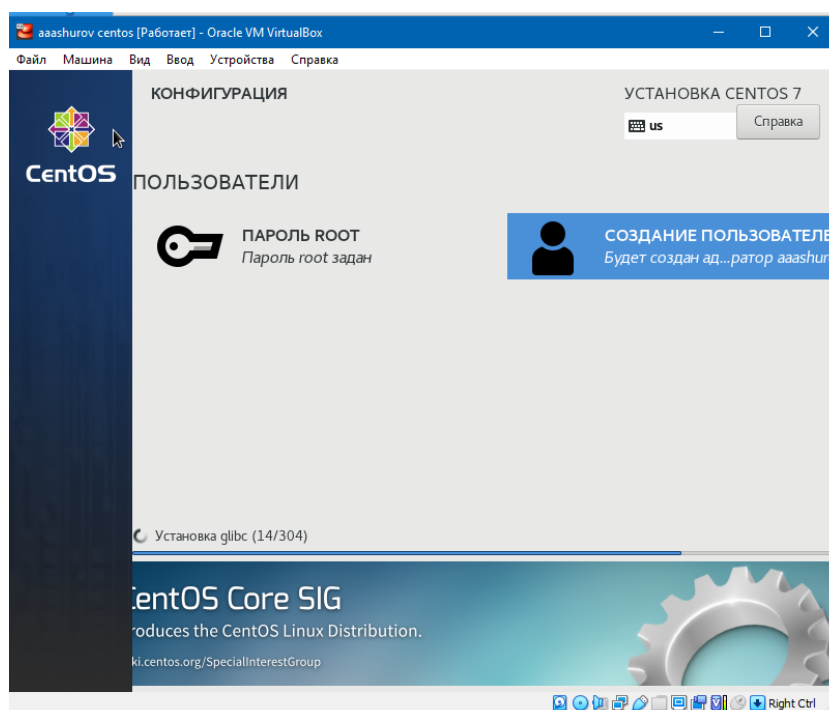 aaashurov centos [Работает] - Oracle VM VirtualBox
Файл Машина Вид Ввод Устройства Справка
КОНФИГУРАЦИЯ
УСТАНОВКА CENTOS 7
us
Справка
CentOS
ПОЛЬЗОВАТЕЛИ
ПАРОЛЬ ROOT
Пароль root задан
СОЗДАНИЕ ПОЛЬЗОВАТЕЛЕ
Будет создан ад...ратор aaashur
Установка glibc (14/304)
CentOS Core SIG
roduces the CentOS Linux Distribution.
ki.centos.org/SpecialInterestGroup
Right Ctrl